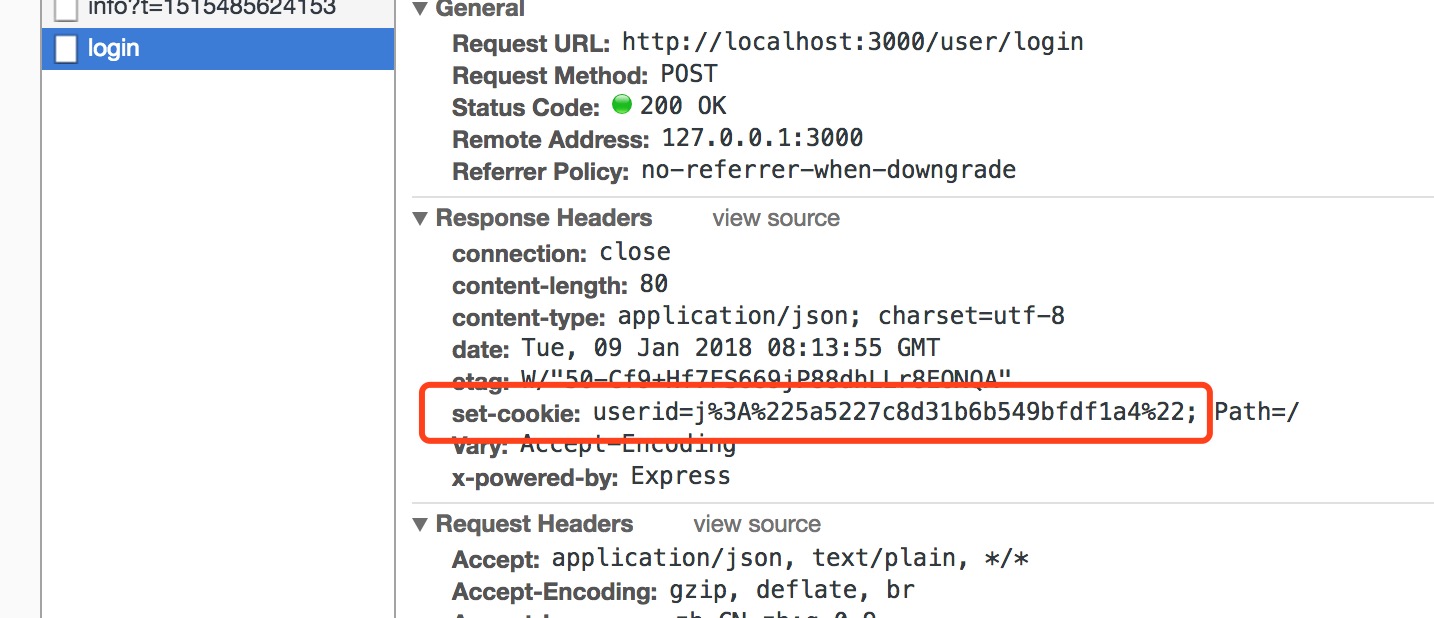 info?t=1515485624153
login
General
Request URL: http://localhost:3000/user/login
Request Method: POST
Status Code: 200 OK
Remote Address: 127.0.0.1:3000
Referrer Policy: no-referrer-when-downgrade
Response Headers view source
connection: close
content-length: 80
content-type: application/json; charset=utf-8
date: Tue, 09 Jan 2018 08:13:55 GMT
etag:
set-cookie: userid=j%3A%225a5227c8d31b6b549bfdf1a4%22; Path=/
Vary: Accept-Encoding
x-powered-by: Express
Request Headers view source
Accept: application/json, text/plain, */*
Accept-Encoding: gzip, deflate, br